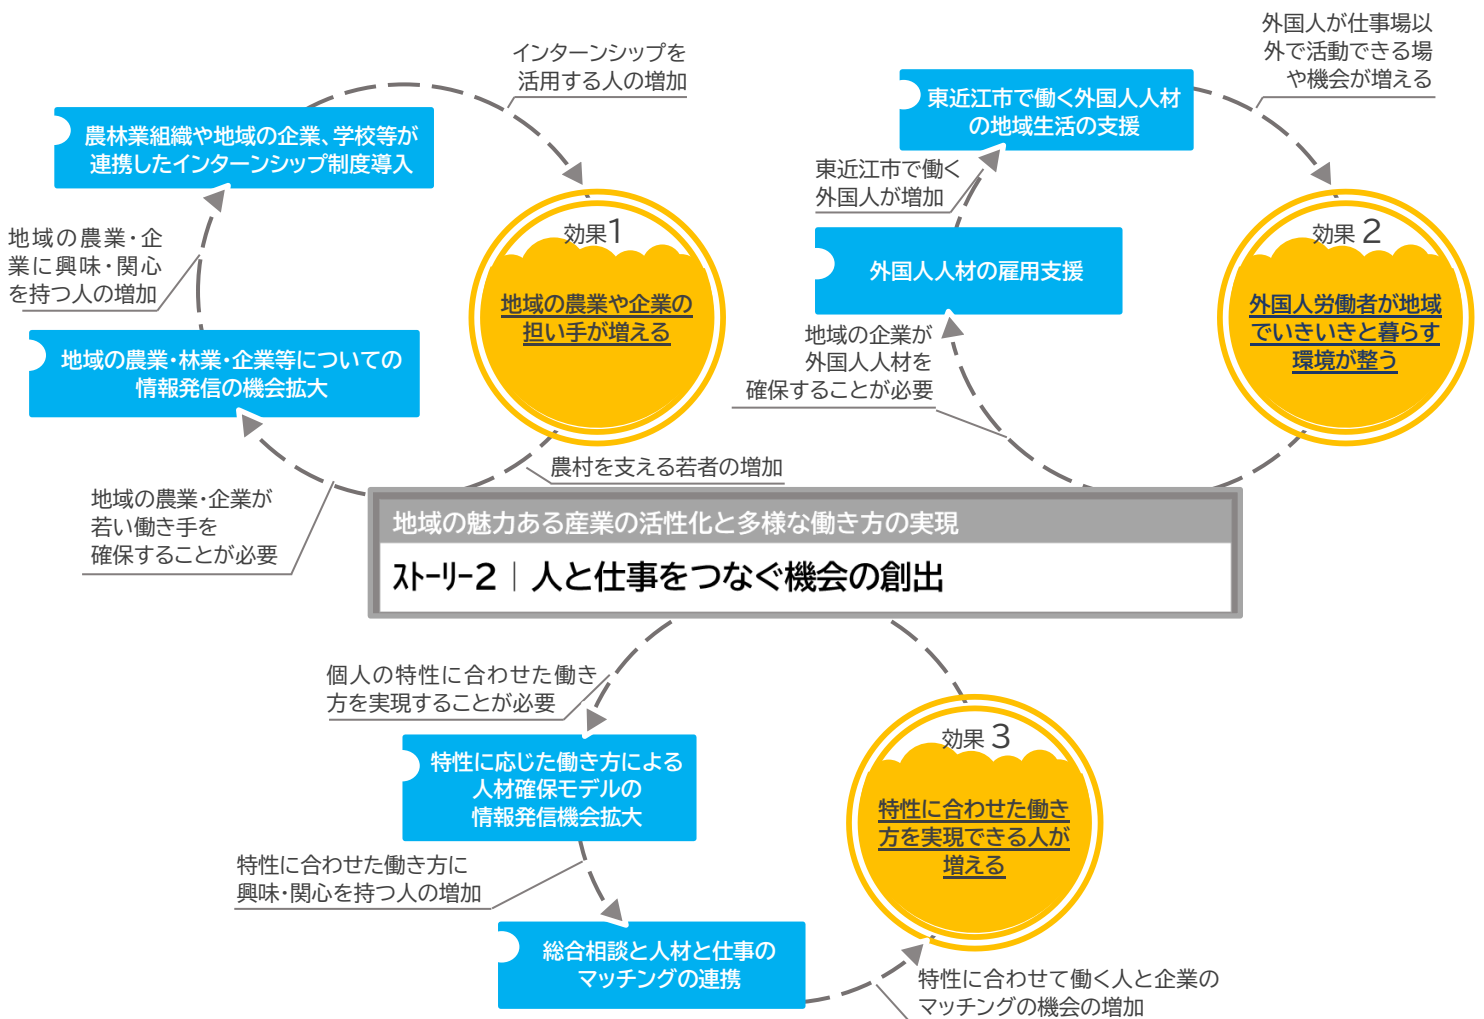 インターンシップを
活用する人の増加
農林業組織や地域の企業、学校等が
連携したインターンシップ制度導入
地域の農業・企
業に興味・関心
を持つ人の増加
効果1
地域の農業や企業の
担い手が増える
地域の農業・林業・企業等についての
情報発信の機会拡大
農村を支える若者の増加
地域の農業・企業が
若い働き手を
確保することが必要
外国人が仕事場以
外で活動できる場
や機会が増える
東近江市で働く外国人人材
の地域生活の支援
東近江市で働く
外国人が増加
外国人人材の雇用支援
効果 2
外国人労働者が地域
でいきいきと暮らす
環境が整う
地域の企業が
外国人人材を
確保することが必要
地域の魅力ある産業の活性化と多様な働き方の実現
ストーリー2｜人と仕事をつなぐ機会の創出
個人の特性に合わせた働き
方を実現することが必要
特性に応じた働き方による
人材確保モデルの
情報発信機会拡大
特性に合わせた働き方に
興味・関心を持つ人の増加
総合相談と人材と仕事の
マッチングの連携
効果 3
特性に合わせた働き
方を実現できる人が
増える
特性に合わせて働く人と企業の
マッチングの機会の増加